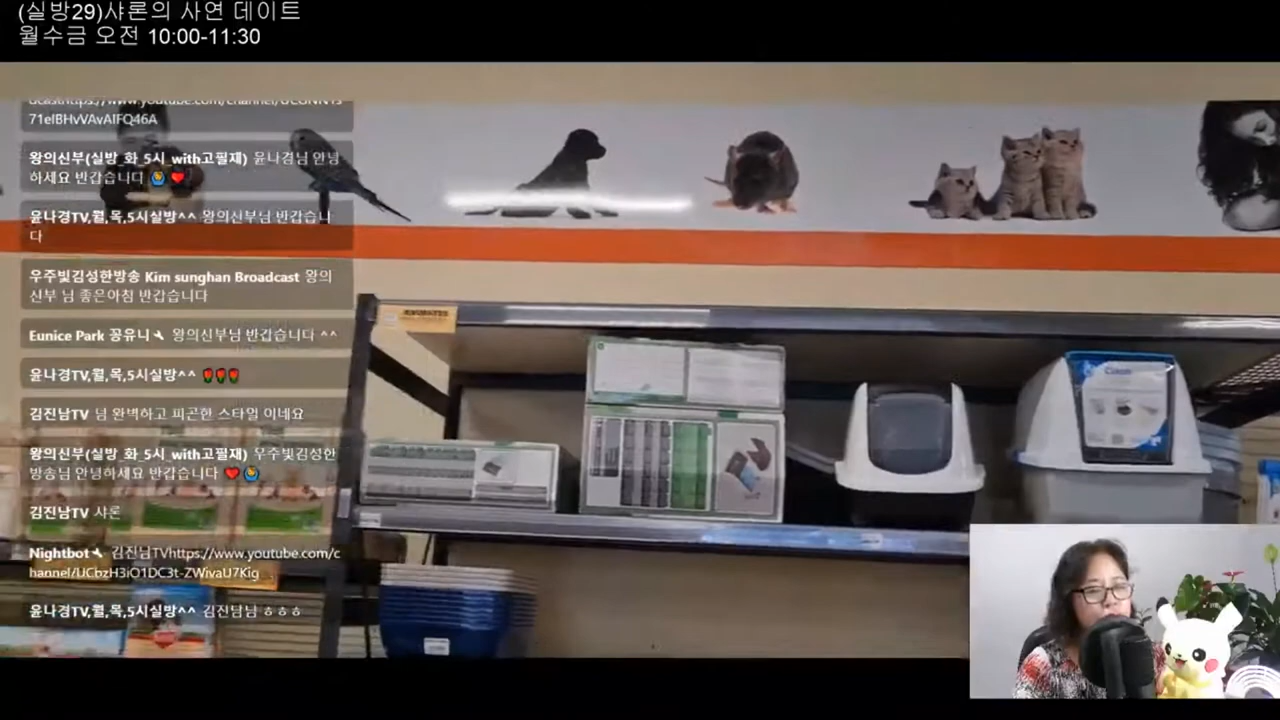 (실방29)샤론의 사연 데이트
월수금 오전 10:00-11:30
71elBHvVAvAIFQ46A
왕의신부(실방_화_5시_with고필재) 윤나겸님 안녕
하세요 반갑습니다
윤나겸TV,월,목,5시실방^^ 왕의신부님 반갑습니
다
우주빛김성한방송 Kim sunghan Broadcast 왕의
신부 님 좋은아침 반갑습니다
Eunice Park 꽁유니 왕의신부님 반갑습니다 ^^
윤나겸TV,월,목,5시실방^^ 🌹🌹🌹
김진남TV 넘 완벽하고 피곤한 스타일 이네요
왕의신부(실방_화_5시_with고필재) 우주빛김성한
방송님 안녕하세요 반갑습니다
김진남TV 샤론
Nightbot 김진남TVhttps://www.youtube.com/c
hannel/UCbzH3iO1DC3t-ZWivaU7Kig
윤나겸TV,월,목,5시실방^^ 김진남님 ㅎㅎㅎ